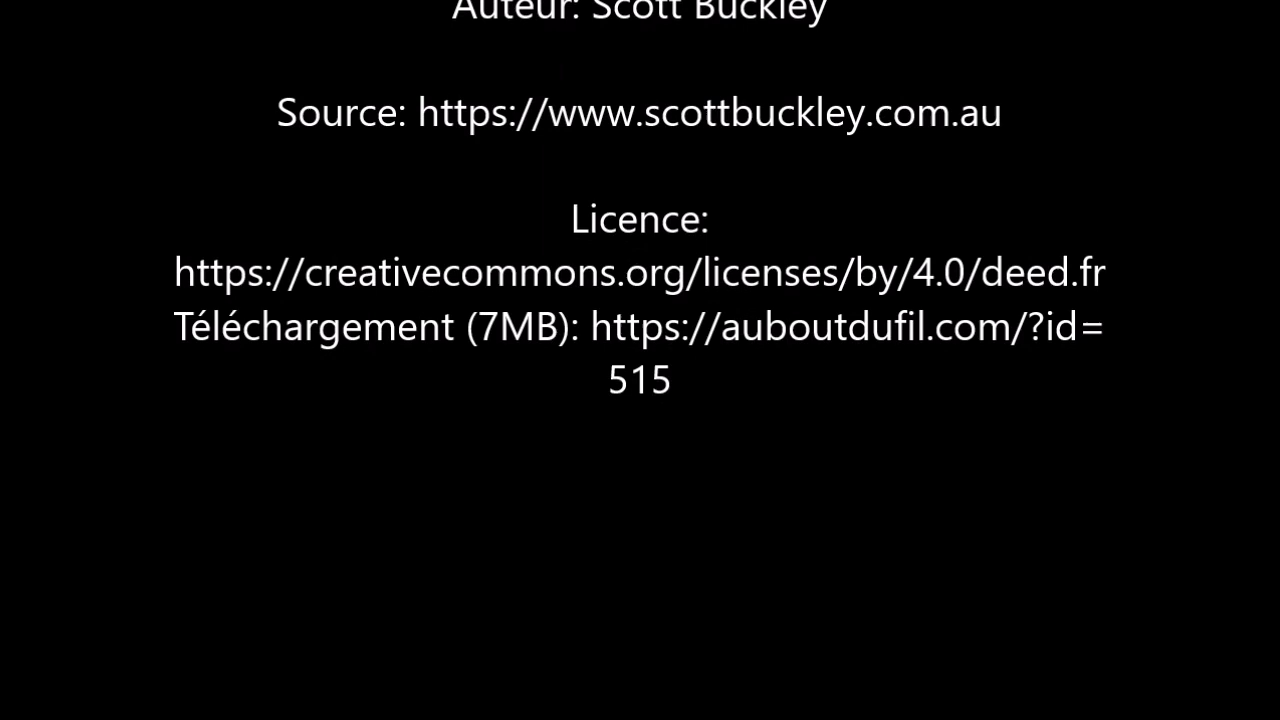 Auteur: Scott Buckley
Source: https://www.scottbuckley.com.au
Licence:
https://creativecommons.org/licenses/by/4.0/deed.fr
Téléchargement (7MB): https://auboutdufil.com/?id=
515